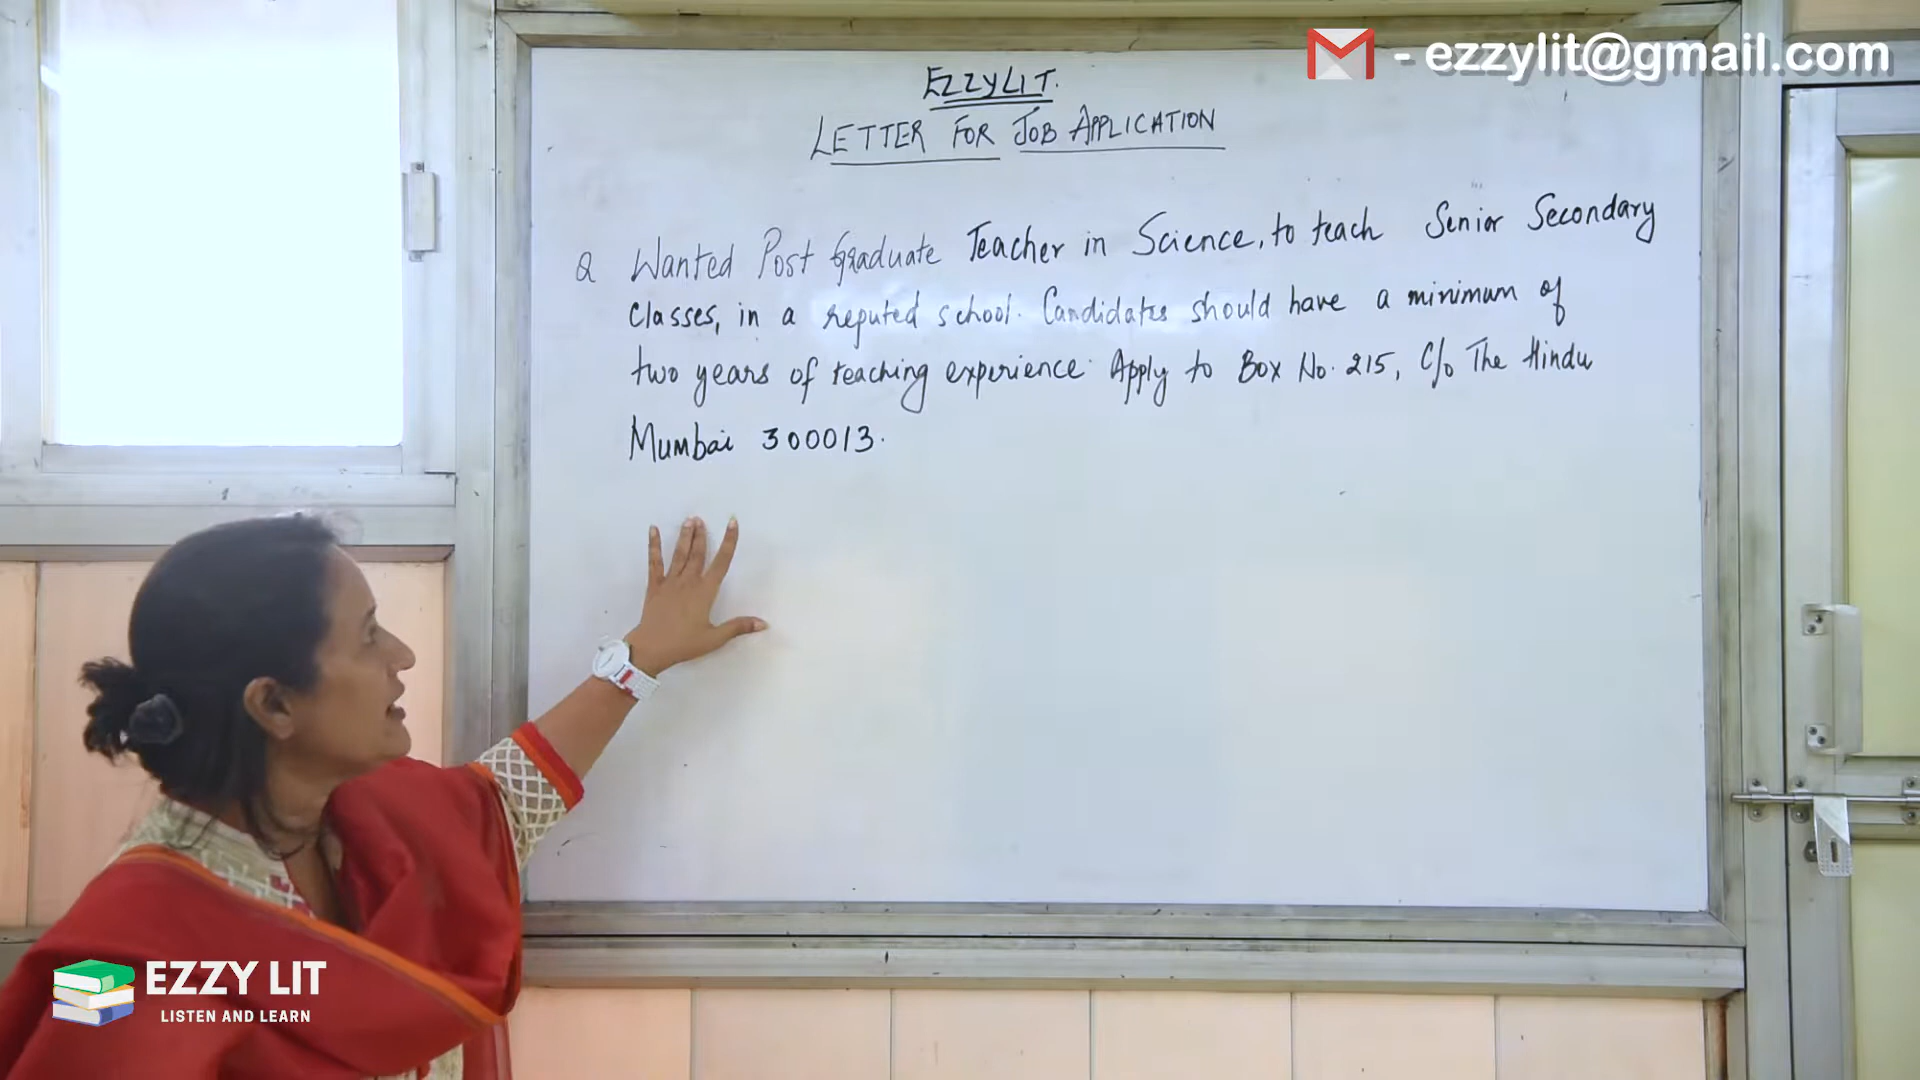 - ezzylit@gmail.com
EZZYLIT.
LETTER FOR JOB APPLICATION
Q Wanted Post Graduate Teacher in Science, to teach Senior Secondary
classes, in a reputed school. Candidates should have a minimum of
two years of teaching experience. Apply to Box No. 215, C/o The Hindu
Mumbai 300013.
EZZY LIT
LISTEN AND LEARN